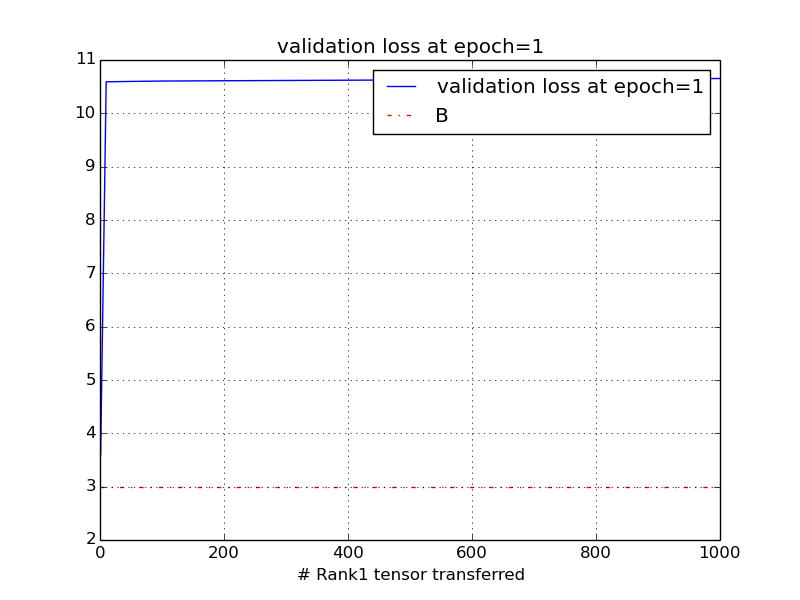 validation loss at epoch=1
11
10
9
8
7
6
5
4
3
2
validation loss at epoch=1
B
0 200 400 600 800 1000
# Rank1 tensor transferred